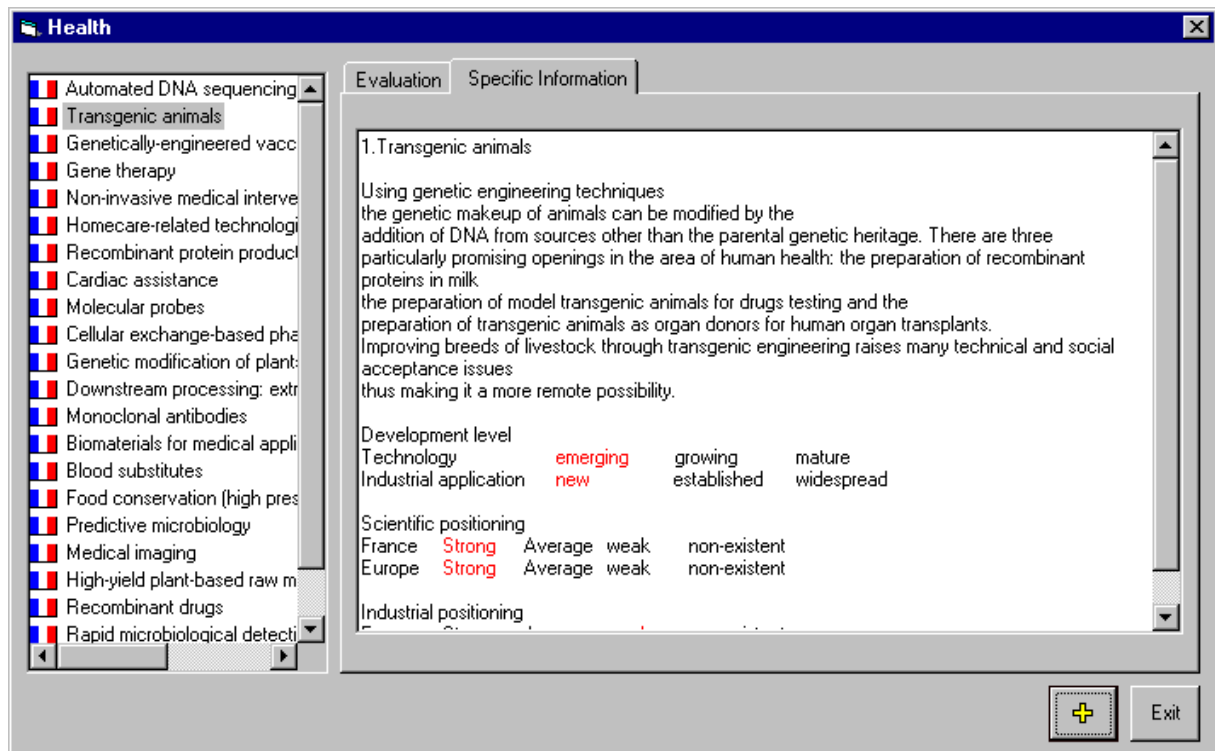 Health
Automated DNA sequencing
Transgenic animals
Genetically-engineered vacc
Gene therapy
Non-invasive medical interve
Homecare-related technologi
Recombinant protein product
Cardiac assistance
Molecular probes
Cellular exchange-based pha
Genetic modification of plants
Downstream processing: extr
Monoclonal antibodies
Biomaterials for medical appli
Blood substitutes
Food conservation (high pres
Predictive microbiology
Medical imaging
High-yield plant-based raw m
Recombinant drugs
Rapid microbiological detecti
Evaluation Specific Information
1.Transgenic animals
Using genetic engineering techniques
the genetic makeup of animals can be modified by the
addition of DNA from sources other than the parental genetic heritage. There are three
particularly promising openings in the area of human health: the preparation of recombinant
proteins in milk
the preparation of model transgenic animals for drugs testing and the
preparation of transgenic animals as organ donors for human organ transplants.
Improving breeds of livestock through transgenic engineering raises many technical and social
acceptance issues
thus making it a more remote possibility.
Development level
Technology emerging growing mature
Industrial application new established widespread
Scientific positioning
France Strong Average weak non-existent
Europe Strong Average weak non-existent
Industrial positioning
Exit